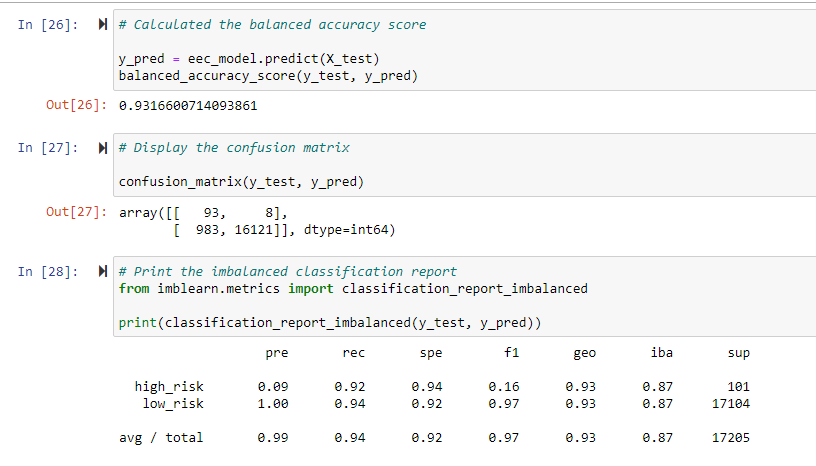 In [26]: # Calculated the balanced accuracy score
y_pred = eec_model.predict(X_test)
balanced_accuracy_score(y_test, y_pred)
Out[26]: 0.9316600714093861
In [27]: # Display the confusion matrix
confusion_matrix(y_test, y_pred)
Out[27]: array([[   93,     8],
       [  983, 16121]], dtype=int64)
In [28]: # Print the imbalanced classification report
from imblearn.metrics import classification_report_imbalanced
print(classification_report_imbalanced(y_test, y_pred))
pre rec spe f1 geo iba sup
high_risk 0.09 0.92 0.94 0.16 0.93 0.87 101
low_risk 1.00 0.94 0.92 0.97 0.93 0.87 17104
avg / total 0.99 0.94 0.92 0.97 0.93 0.87 17205